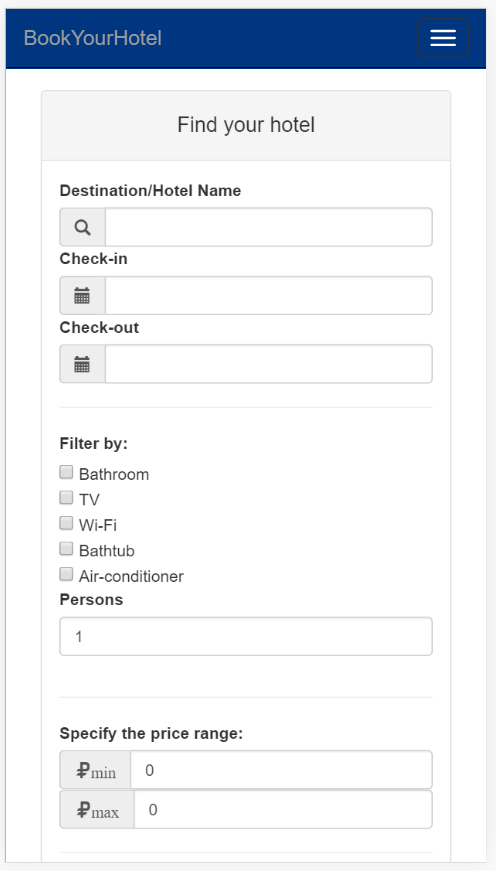 BookYourHotel
Find your hotel
Destination/Hotel Name
Check-in
Check-out
Filter by:
Bathroom
TV
Wi-Fi
Bathtub
Air-conditioner
Persons
1
Specify the price range:
₽min 0
₽max 0